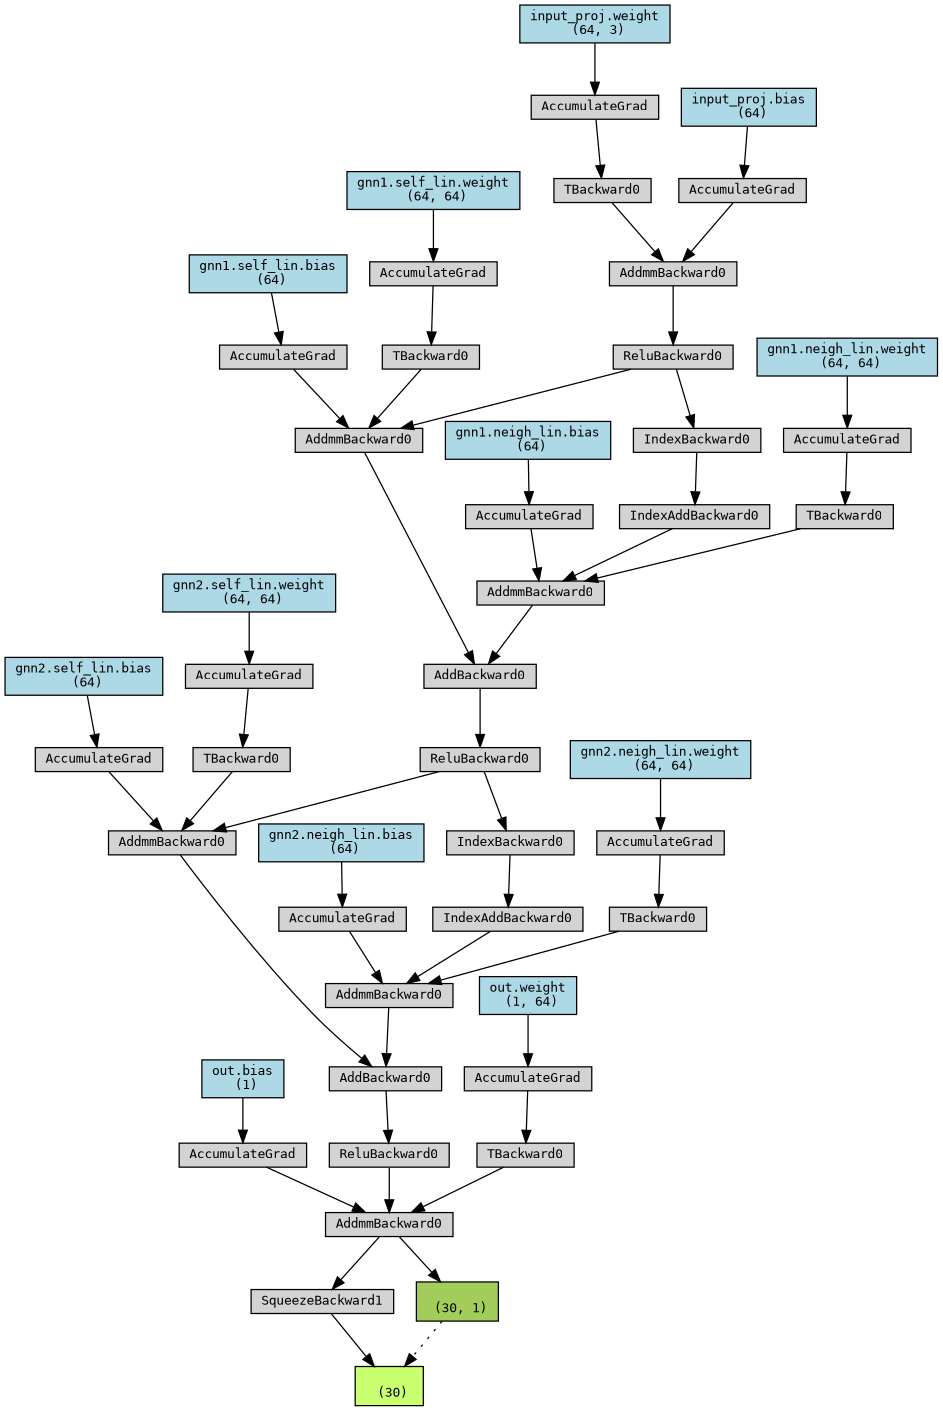 input_proj.weight
(64, 3)
AccumulateGrad
input_proj.bias
(64)
gnn1.self_lin.weight
(64, 64)
TBackward0
AccumulateGrad
gnn1.self_lin.bias
(64)
AccumulateGrad
AddmmBackward0
AccumulateGrad
TBackward0
ReluBackward0
gnn1.neigh_lin.weight
(64, 64)
AddmmBackward0
gnn1.neigh_lin.bias
(64)
IndexBackward0
AccumulateGrad
AccumulateGrad
IndexAddBackward0
TBackward0
gnn2.self_lin.weight
(64, 64)
AddmmBackward0
gnn2.self_lin.bias
(64)
AccumulateGrad
AddBackward0
AccumulateGrad
TBackward0
ReluBackward0
gnn2.neigh_lin.weight
(64, 64)
AddmmBackward0
gnn2.neigh_lin.bias
(64)
IndexBackward0
AccumulateGrad
AccumulateGrad
IndexAddBackward0
TBackward0
AddmmBackward0
out.weight
(1, 64)
out.bias
(1)
AddBackward0
AccumulateGrad
AccumulateGrad
ReluBackward0
TBackward0
AddmmBackward0
SqueezeBackward1
(30, 1)
(30)